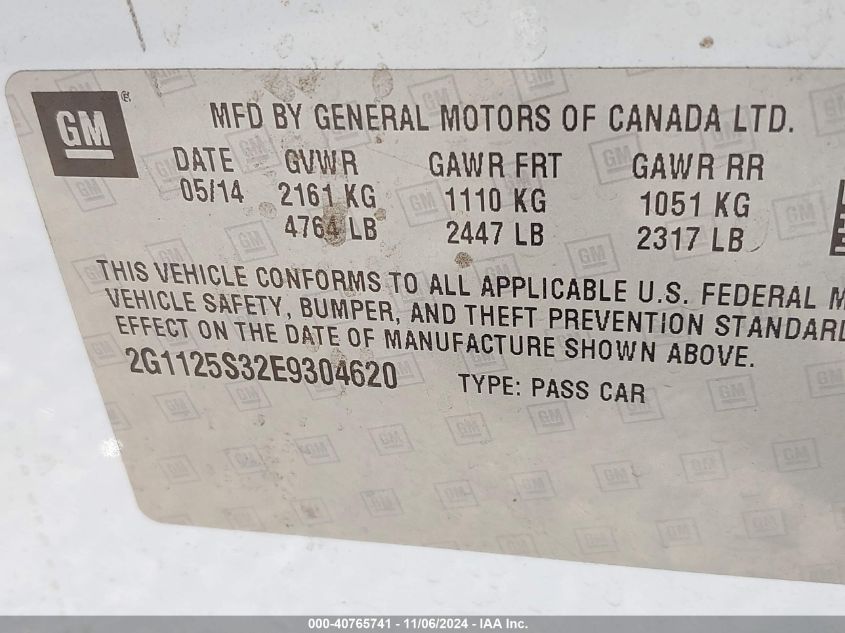 GM®
MFD BY GENERAL MOTORS OF CANADA LTD.
DATE GVWR GAWR FRT GAWR RR
05/14 2161 KG 1110 KG 1051 KG
4764 LB 2447 LB 2317 LB
THIS VEHICLE CONFORMS TO ALL APPLICABLE U.S. FEDERAL M
VEHICLE SAFETY, BUMPER, AND THEFT PREVENTION STANDARD
EFFECT ON THE DATE OF MANUFACTURE SHOWN ABOVE.
2G1125S32E9304620 TYPE: PASS CAR
000-40765741 - 11/06/2024 - IAA Inc.